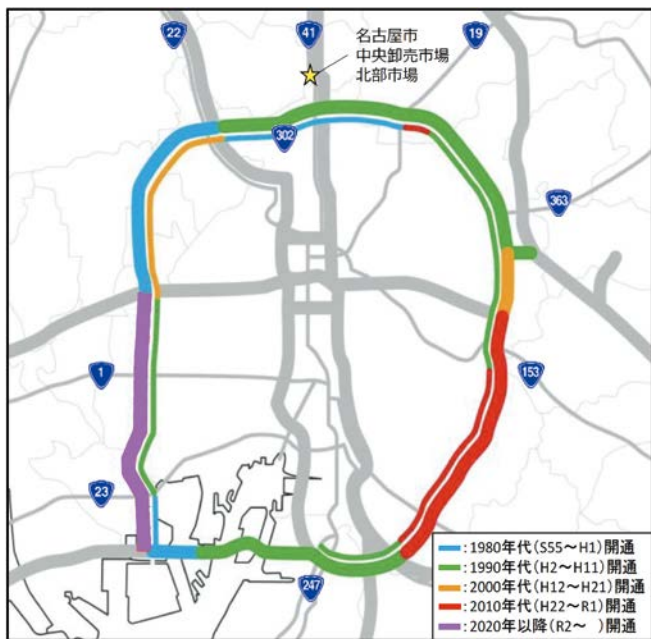 22
41
19
名古屋市
中央卸売市場
北部市場
302
363
1
153
23
247
:1980年代(S55～H1)開通
:1990年代(H2～H11)開通
:2000年代(H12～H21)開通
:2010年代(H22～R1)開通
:2020年以降(R2～　)開通